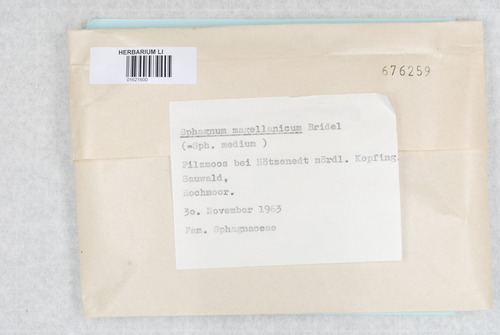 HERBARIUM LI
01621500
676259
Sphagnum magellanicum Bridel
(=Sph. medium )
Filzmoos bei Hötzenedt nördl. Kopfing.
Sauwald,
Hochmoor.
30. November 1963
Fam. Sphagnaceae